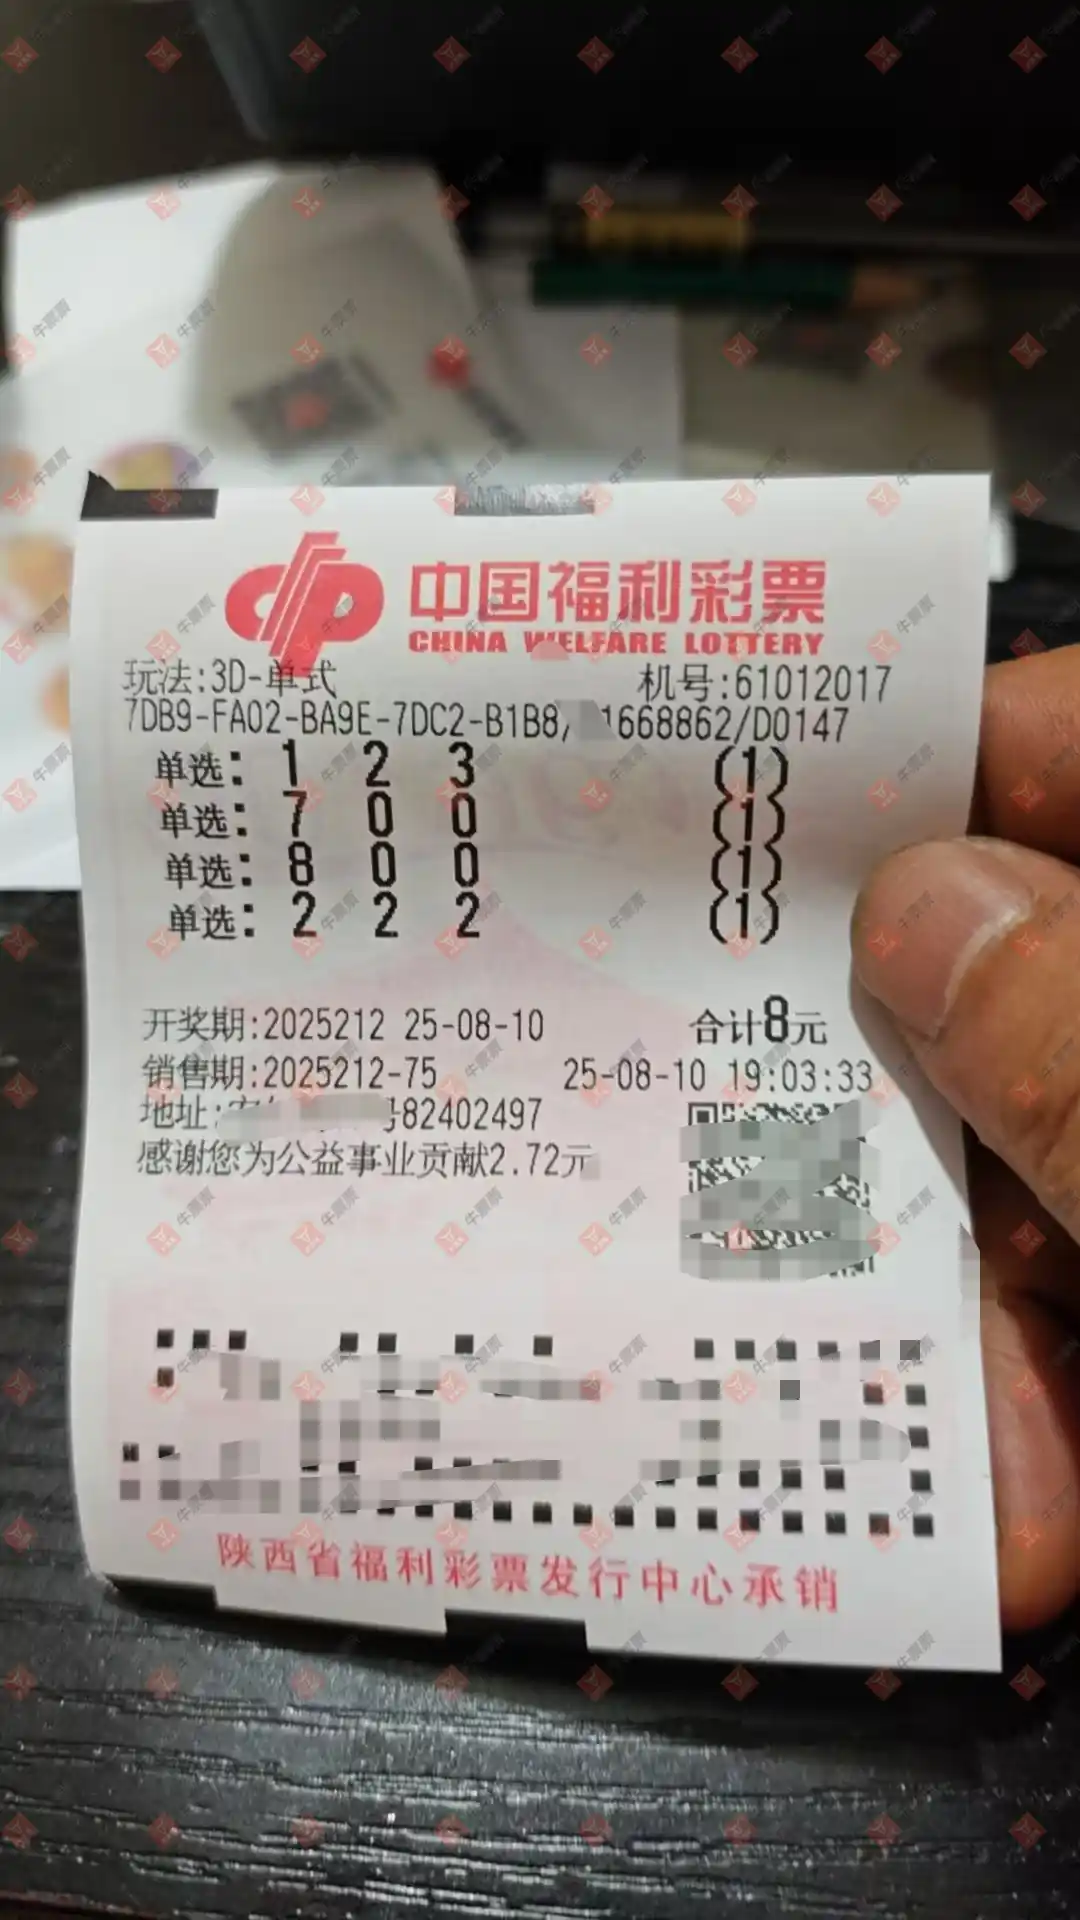 中国福利彩票
CHINA WELFARE LOTTERY
玩法:3D-单式 机号:61012017
7DB9-FA02-BA9E-7DC2-B1B8/ 1668862/D0147
单选: 1 2 3 (1)
单选: 7 0 0 (1)
单选: 8 0 0 (1)
单选: 2 2 2 (1)
开奖期:2025212 25-08-10 合计8元
销售期:2025212-75 25-08-10 19:03:33
地址: 82402497
感谢您为公益事业贡献2.72元
陕西省福利彩票发行中心承销